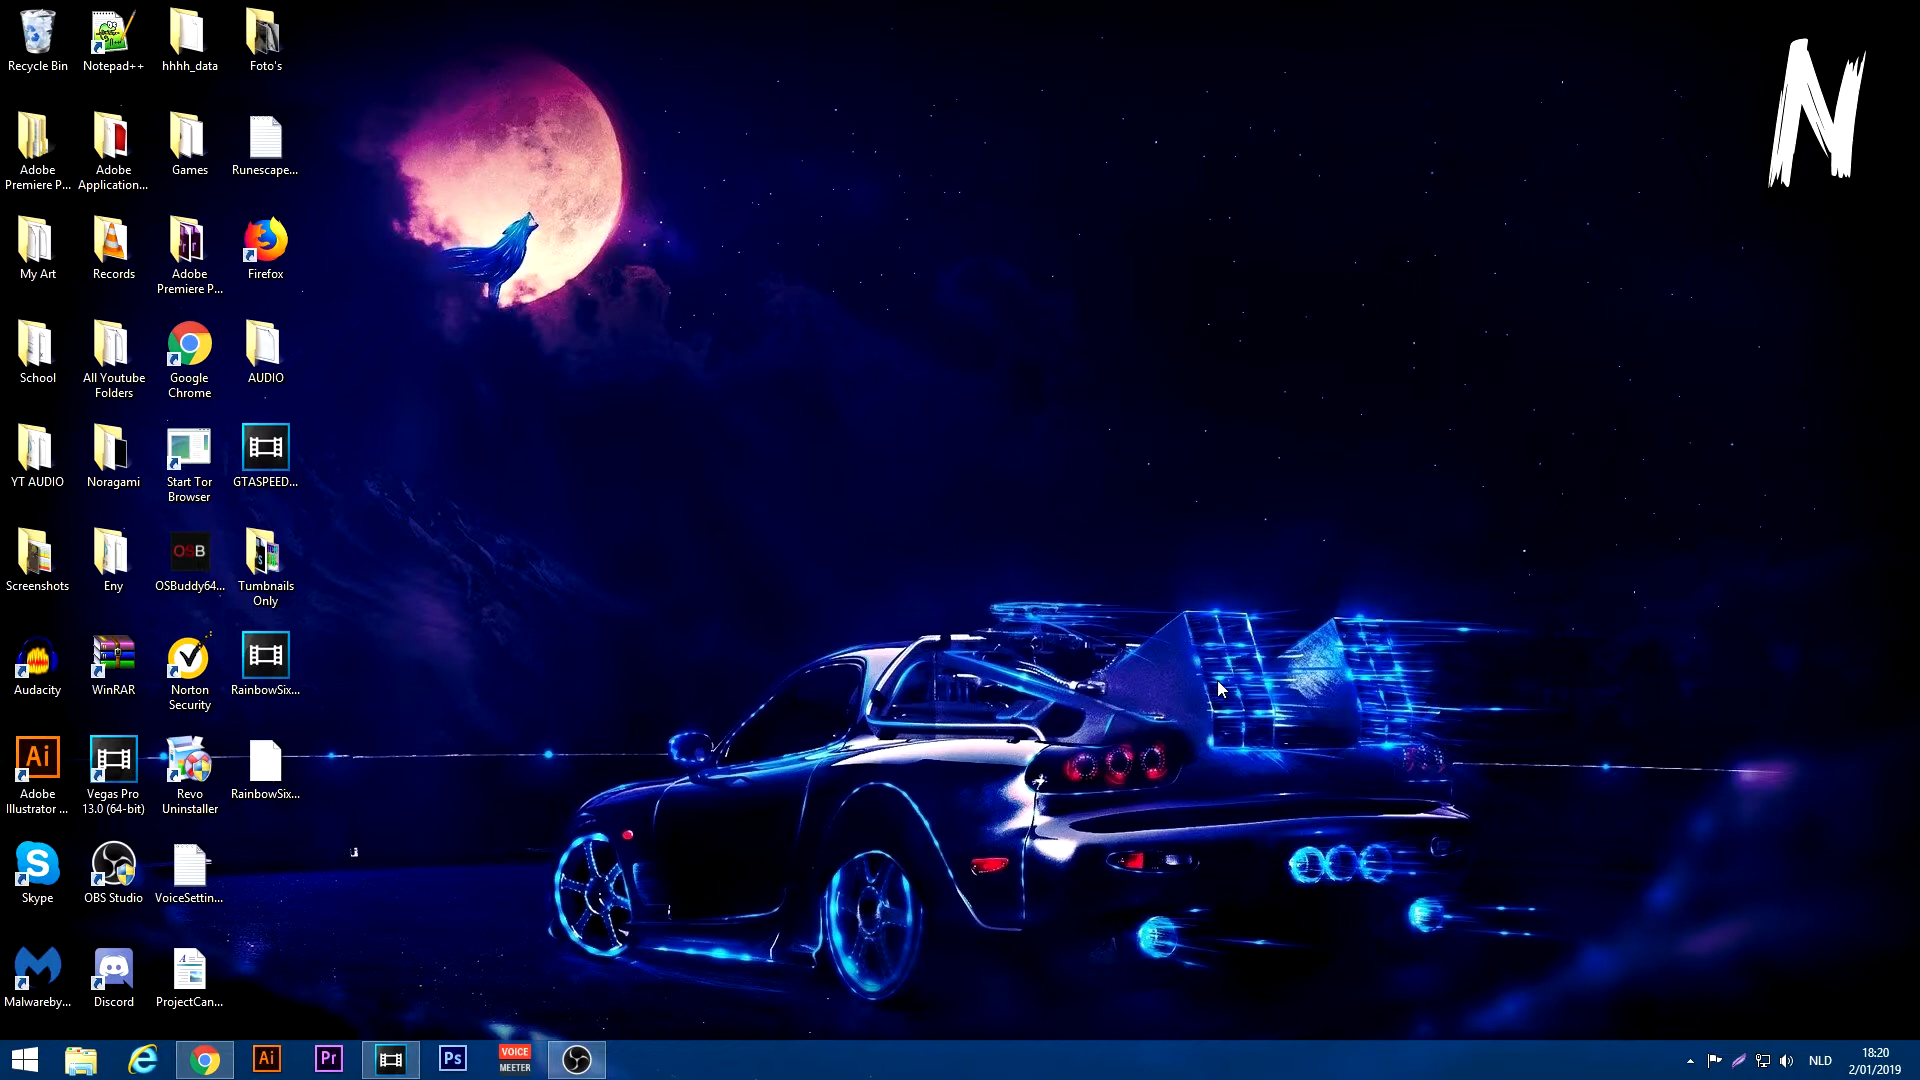 Recycle Bin
Notepad++
hhhh_data
Foto's
Adobe
Premiere P...
Adobe
Application...
Games
Runescape...
My Art
Records
Adobe
Premiere P...
Firefox
School
All Youtube
Folders
Google
Chrome
AUDIO
YT AUDIO
Noragami
Start Tor
Browser
GTASPEED...
Screenshots
Eny
OSB
OSBuddy64...
Tumbnails
Only
Audacity
WinRAR
Norton
Security
RainbowSix...
Ai
Adobe
Illustrator ...
Vegas Pro
13.0 (64-bit)
Revo
Uninstaller
RainbowSix...
Skype
OBS Studio
VoiceSettin...
Malwareby...
Discord
ProjectCan...
N
Ai
Pr
Ps
VOICE
MEETER
NLD
18:20
2/01/2019